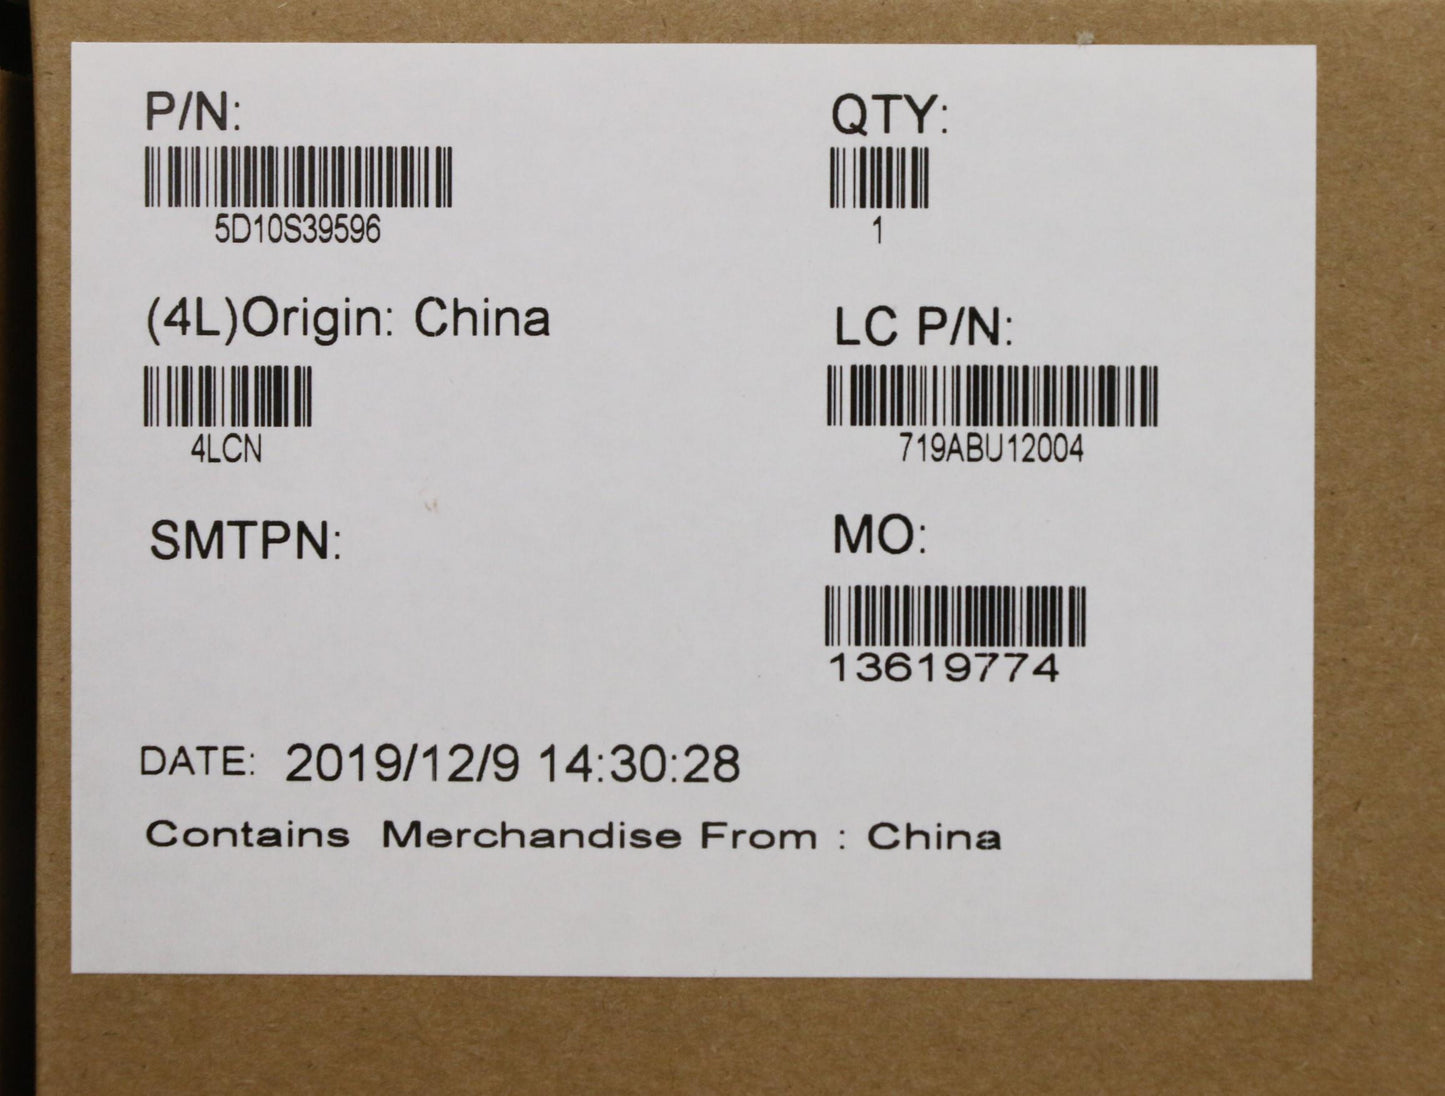 P/N:
5D10S39596
QTY:
1
(4L)Origin: China
4LCN
LC P/N:
719ABU12004
SMTPN:
MO:
13619774
DATE: 2019/12/9 14:30:28
Contains Merchandise From : China